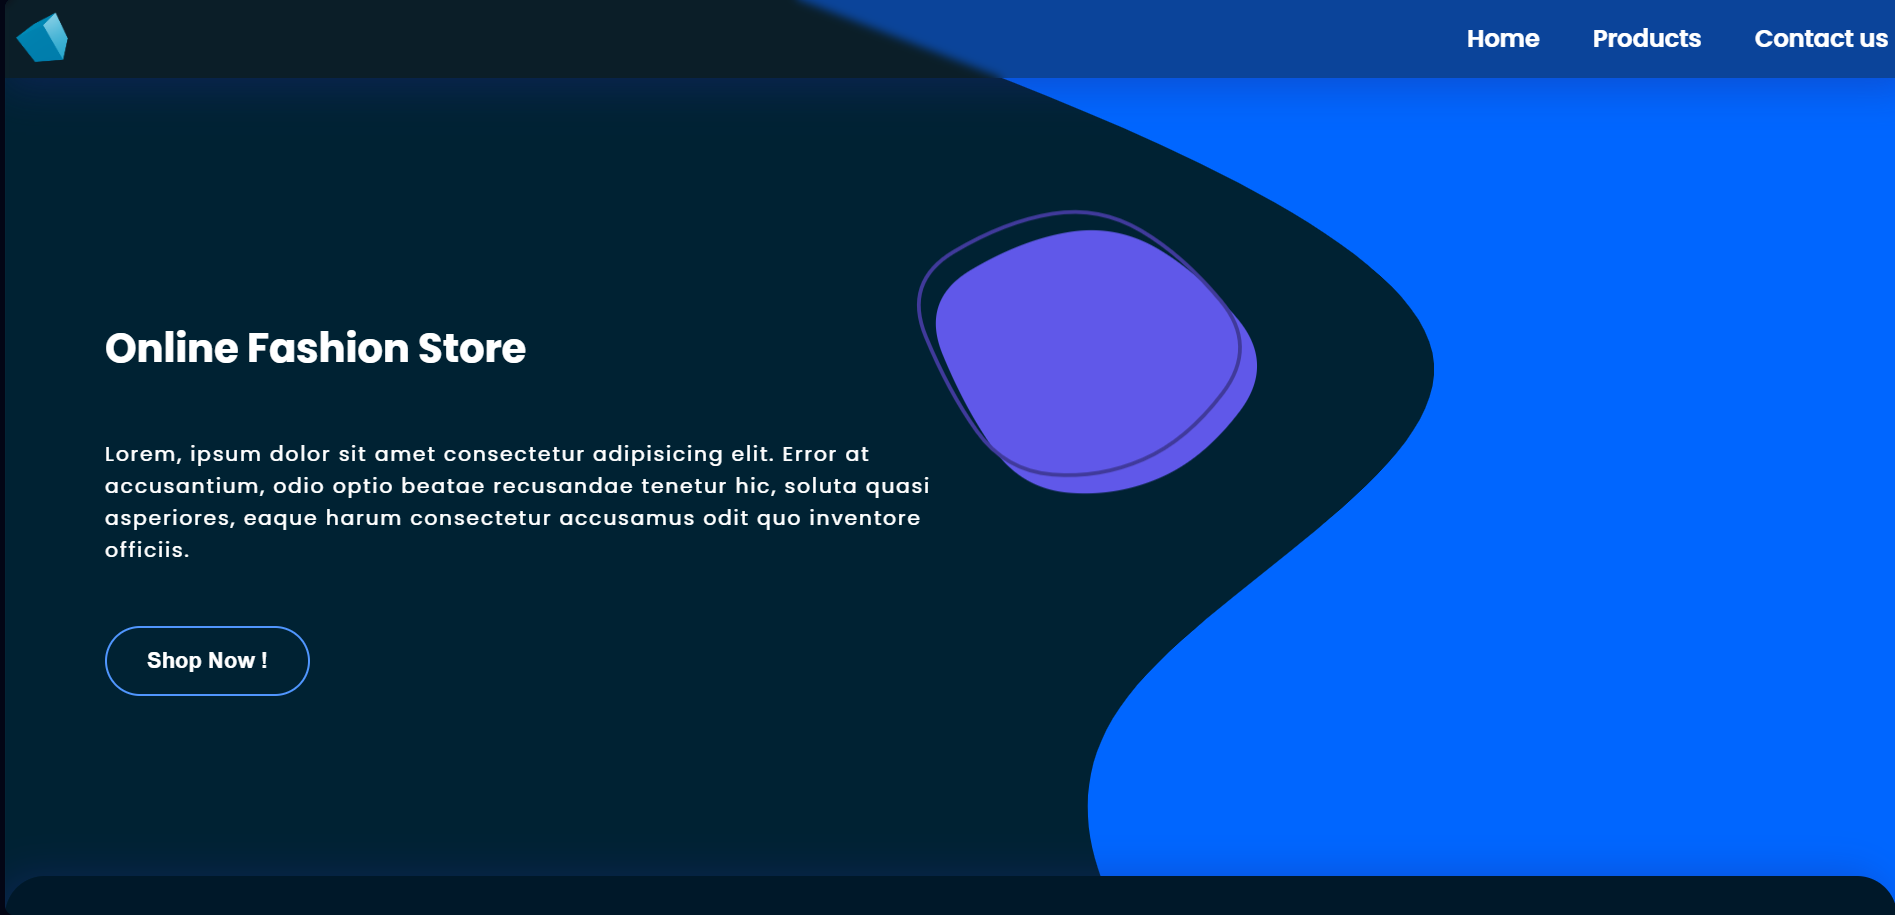 Home Products Contact us
Online Fashion Store
Lorem, ipsum dolor sit amet consectetur adipisicing elit. Error at
accusantium, odio optio beatae recusandae tenetur hic, soluta quasi
asperiores, eaque harum consectetur accusamus odit quo inventore
officiis.
Shop Now !